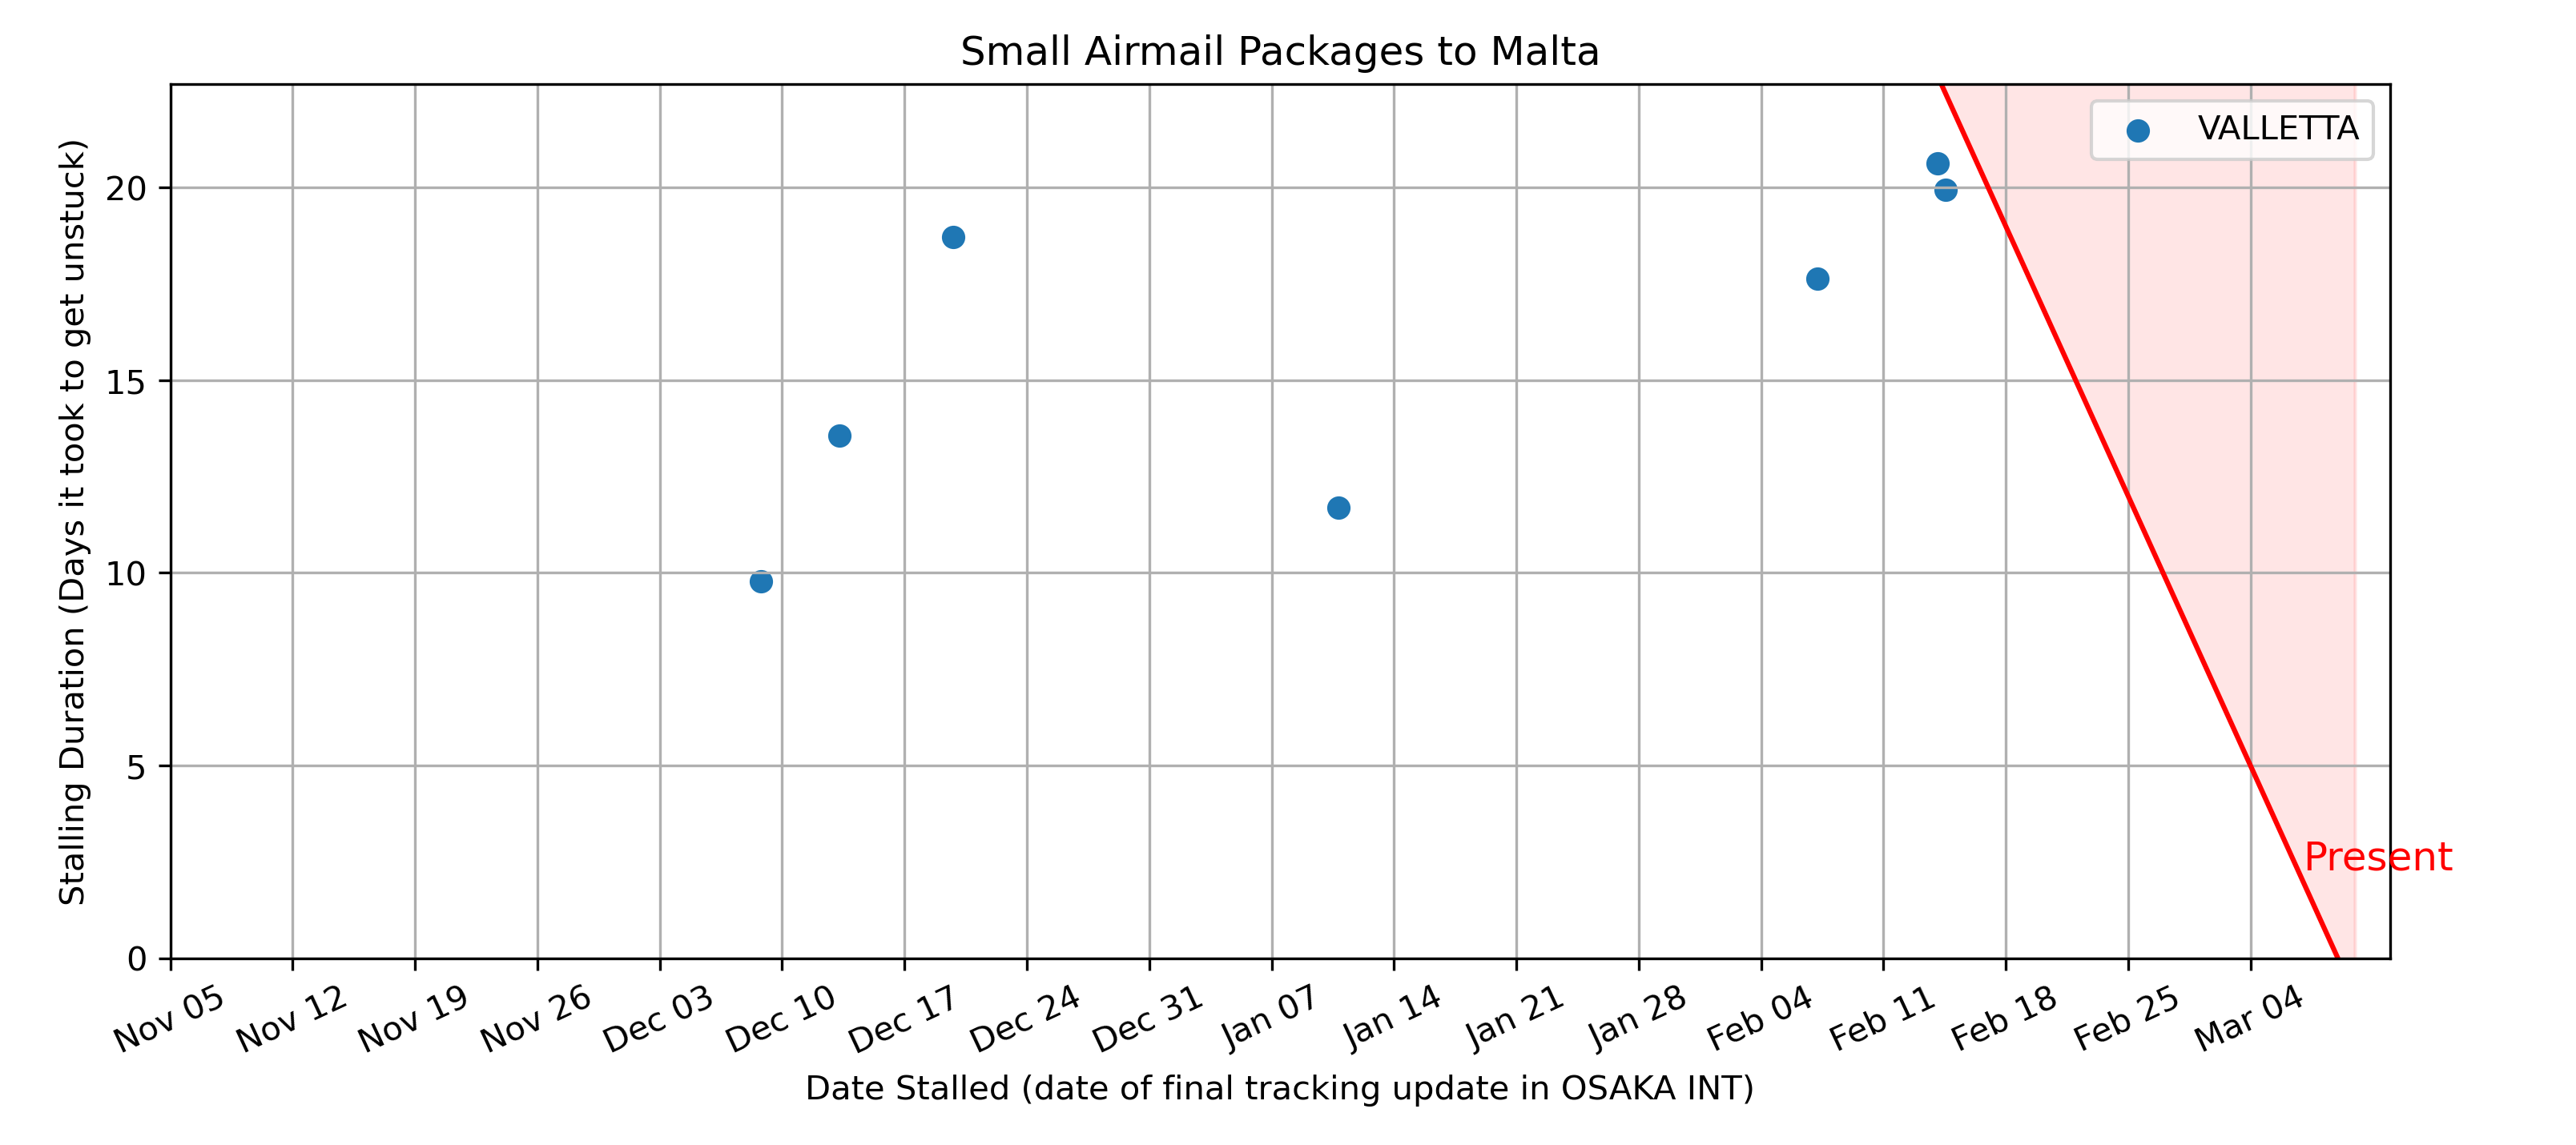 Small Airmail Packages to Malta
VALLETTA
Stalling Duration (Days it took to get unstuck)
20
15
10
5
0
Present
Nov 05
Nov 12
Nov 19
Nov 26
Dec 03
Dec 10
Dec 17
Dec 24
Dec 31
Jan 07
Jan 14
Jan 21
Jan 28
Feb 04
Feb 11
Feb 18
Feb 25
Mar 04
Date Stalled (date of final tracking update in OSAKA INT)